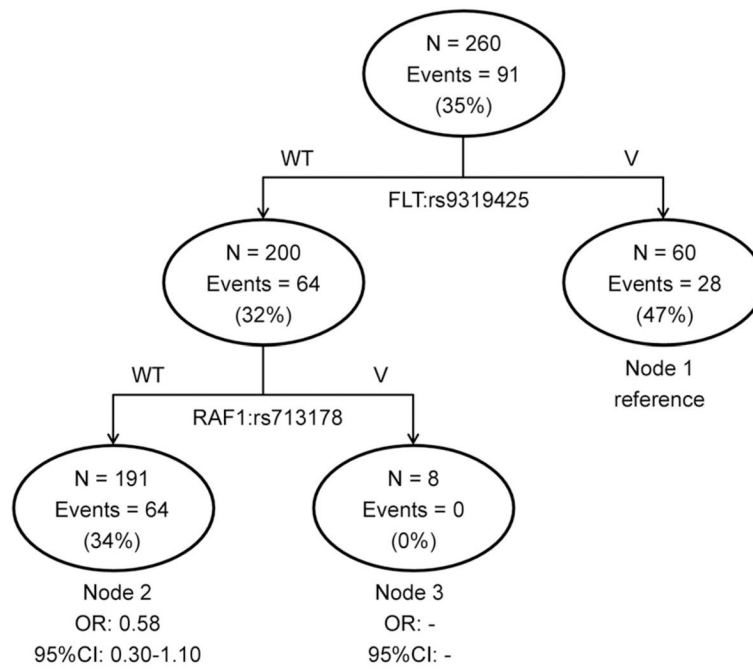 N = 260
Events = 91
(35%)
WT
V
FLT:rs9319425
N = 200
Events = 64
(32%)
N = 60
Events = 28
(47%)
Node 1
reference
WT
V
RAF1:rs713178
N = 191
Events = 64
(34%)
N = 8
Events = 0
(0%)
Node 2
OR: 0.58
95%CI: 0.30-1.10
Node 3
OR: -
95%CI: -